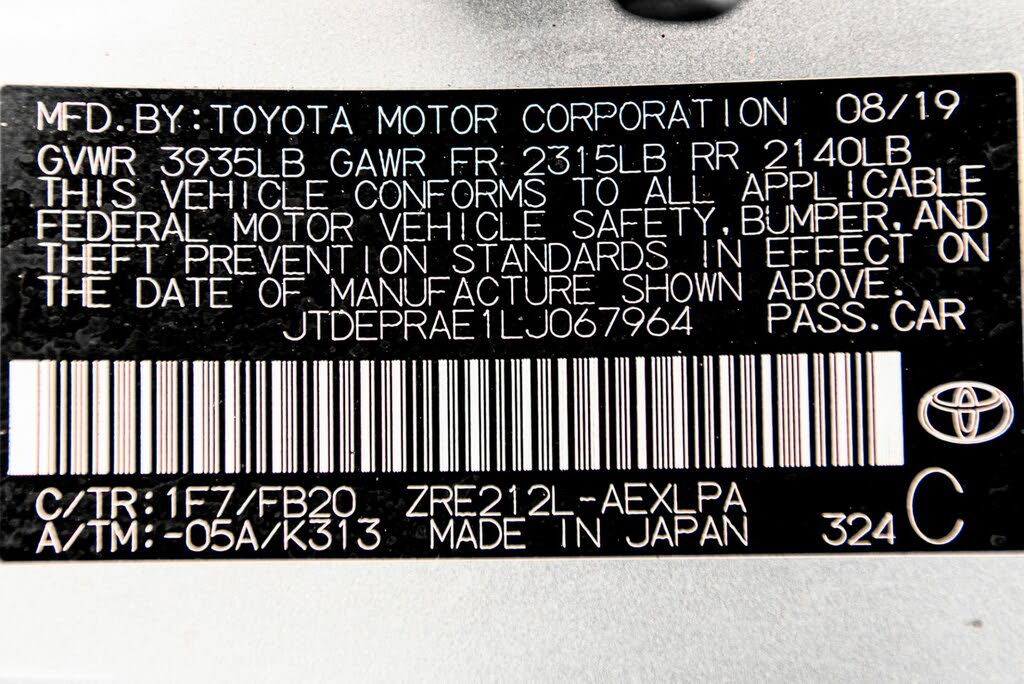 MFD.BY:TOYOTA MOTOR CORPORATION 08/19
GVWR 3935LB GAWR FR 2315LB RR 2140LB
THIS VEHICLE CONFORMS TO ALL APPLICABLE
FEDERAL MOTOR VEHICLE SAFETY,BUMPER,AND
THEFT PREVENTION STANDARDS IN EFFECT ON
THE DATE OF MANUFACTURE SHOWN ABOVE.
JTDEPRAE1LJ067964 PASS.CAR
C/TR:1F7/FB20 ZRE212L-AEXLPA
A/TM:-05A/K313 MADE IN JAPAN 324 C